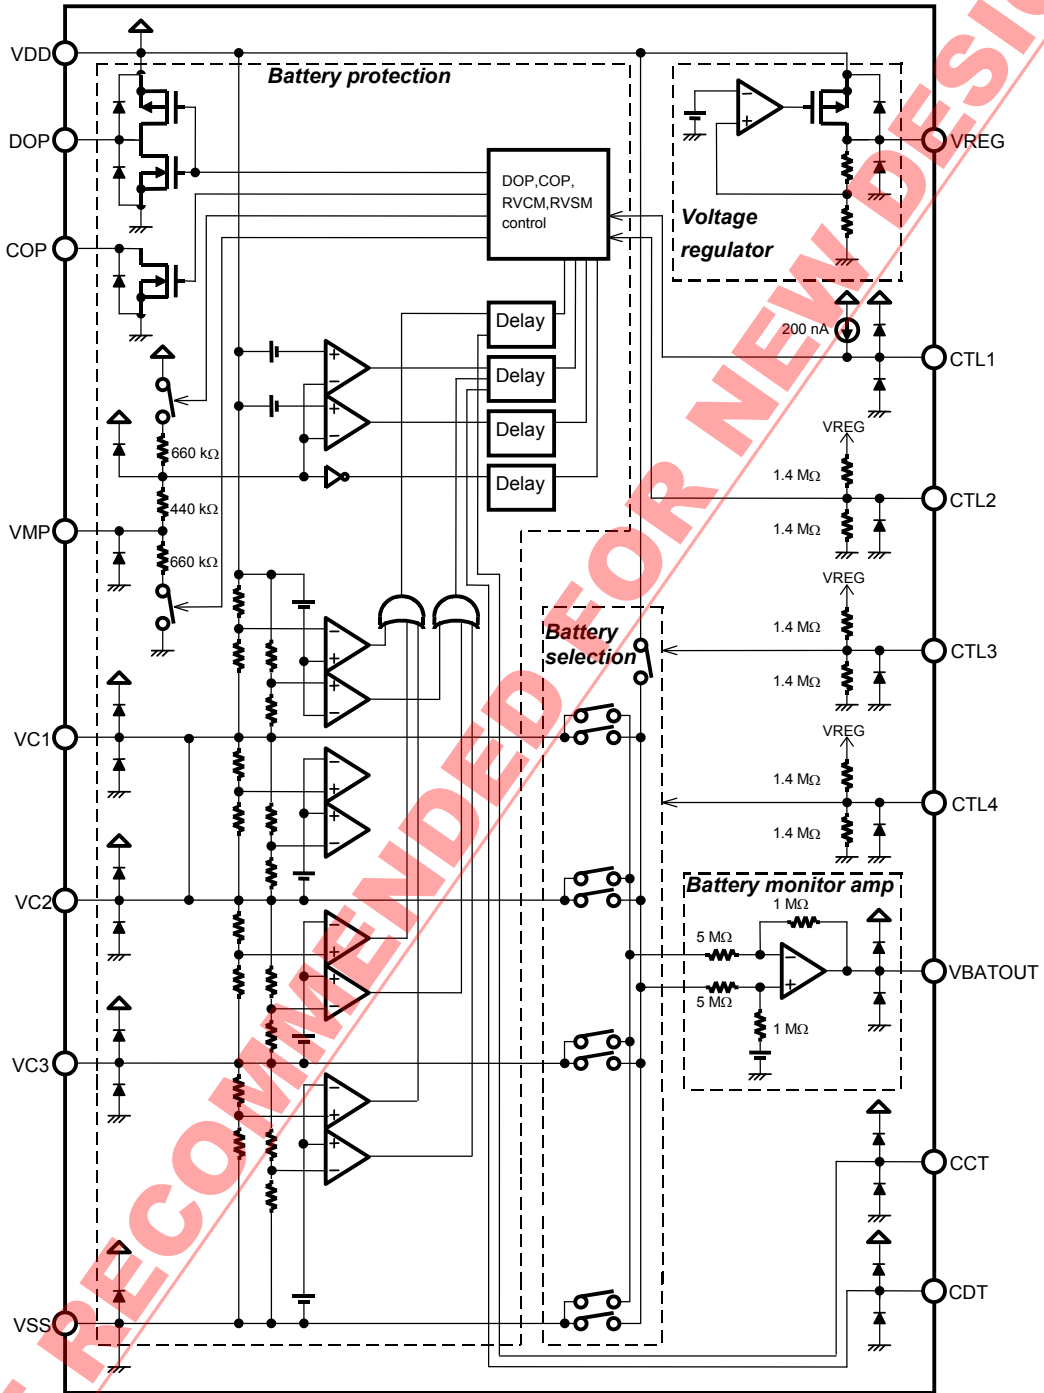 VDD
Battery protection
DOP
DOP,COP,
RVCM,RVSM
control
Voltage
regulator
VREG
COP
Delay
Delay
Delay
Delay
200 nA
CTL1
660 kΩ
440 kΩ
660 kΩ
VMP
VREG
1.4 MΩ
1.4 MΩ
CTL2
VREG
1.4 MΩ
1.4 MΩ
CTL3
Battery
selection
VC1
VREG
1.4 MΩ
1.4 MΩ
CTL4
VC2
Battery monitor amp
1 MΩ
5 MΩ
5 MΩ
1 MΩ
VBATOUT
VC3
CCT
CDT
VSS
RECOMMENDED FOR NEW DESIG